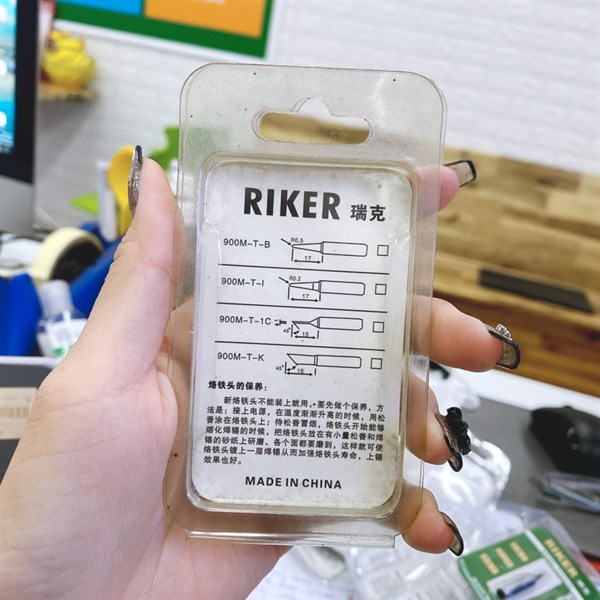 RIKER 瑞克
900M-T-B R0.5 17
900M-T-I R0.2 17
900M-T-1C 45° 15
900M-T-K 45° 15
烙铁头的保养:
新烙铁头不能装上就用,要先做个保养,方
法是:接上电源,在温度渐渐升高的时候,用松
香涂在烙铁头上;待松香冒烟,烙铁头开始能够
熔化焊锡的时候,把烙铁头放在有小量松香和焊
锡的砂纸上研磨,各个面都要磨到,这样就可使
烙铁头镀上一层焊锡从而加强烙铁头寿命,上锡
效果也好。
MADE IN CHINA
RIKER